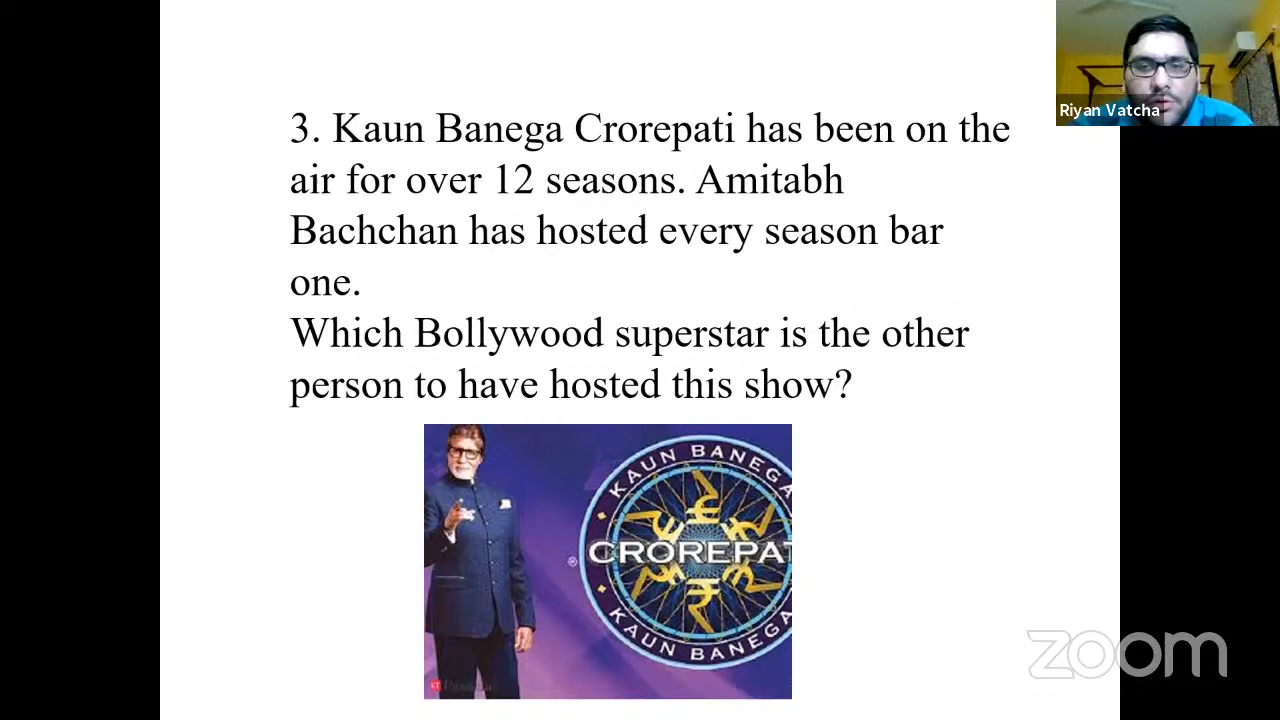 3. Kaun Banega Crorepati has been on the
air for over 12 seasons. Amitabh
Bachchan has hosted every season bar
one.
Which Bollywood superstar is the other
person to have hosted this show?
Riyan Vatcha
KAUN BANEGA
CROREPAT
KAUN BANEGA
®
ET
zoom